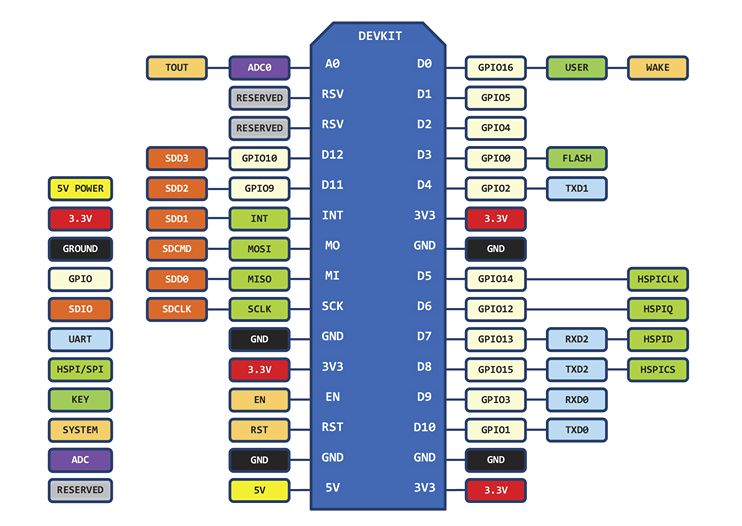 DEVKIT
TOUT ADC0 A0 D0 GPIO16 USER WAKE
RESERVED RSV D1 GPIO5
RESERVED RSV D2 GPIO4
SDD3 GPIO10 D12 D3 GPIO0 FLASH
5V POWER SDD2 GPIO9 D11 D4 GPIO2 TXD1
3.3V SDD1 INT INT 3V3 3.3V
GROUND SDCMD MOSI MO GND GND
GPIO SDD0 MISO MI D5 GPIO14 HSPICLK
SDIO SDCLK SCLK SCK D6 GPIO12 HSPIQ
UART GND GND D7 GPIO13 RXD2 HSPID
HSPI/SPI 3.3V 3V3 D8 GPIO15 TXD2 HSPICS
KEY EN EN D9 GPIO3 RXD0
SYSTEM RST RST D10 GPIO1 TXD0
ADC GND GND GND GND
RESERVED 5V 5V 3V3 3.3V